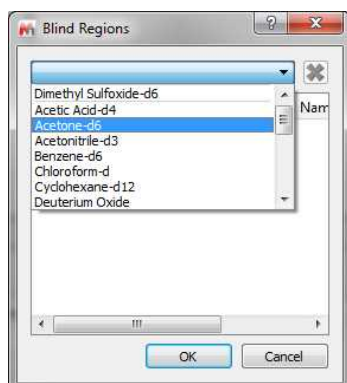 Blind Regions
Dimethyl Sulfoxide-d6
Acetic Acid-d4
Acetone-d6
Acetonitrile-d3
Benzene-d6
Chloroform-d
Cyclohexane-d12
Deuterium Oxide
Nam
OK
Cancel